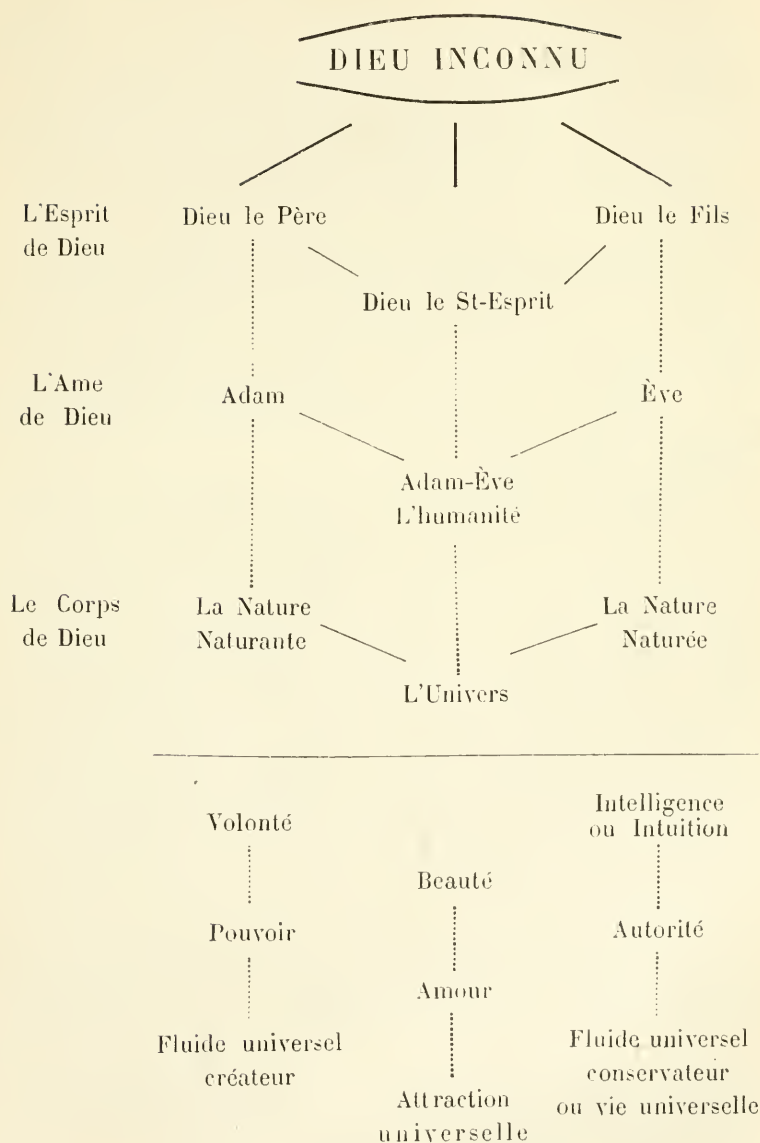 DIEU INCONNU
L'Esprit
de Dieu
Dieu le Père
Dieu le Fils
Dieu le St-Esprit
L'Ame
de Dieu
Adam
Ève
Adam-Ève
L'humanité
Le Corps
de Dieu
La Nature
Naturante
La Nature
Naturée
L'Univers
Volonté
Intelligence
ou Intuition
Beauté
Pouvoir
Autorité
Amour
Fluide universel
créateur
Fluide universel
conservateur
ou vie universelle
Attraction
universelle